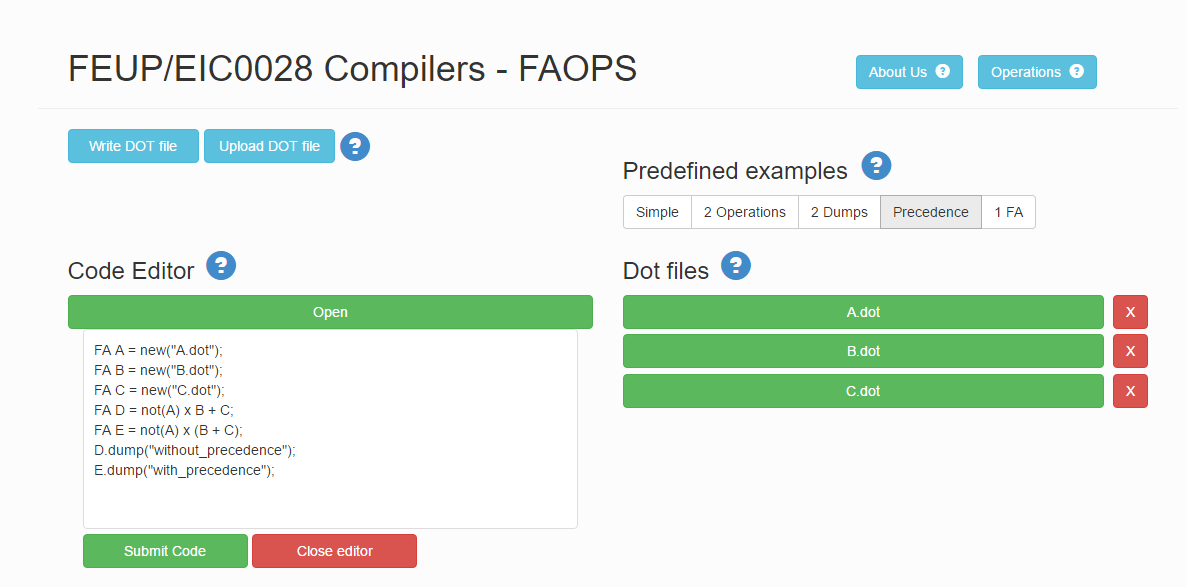 FEUP/EIC0028 Compilers - FAOPS
About Us ?
Operations ?
Write DOT file
Upload DOT file
?
Predefined examples ?
Simple
2 Operations
2 Dumps
Precedence
1 FA
Code Editor ?
Open
FA A = new("A.dot");
FA B = new("B.dot");
FA C = new("C.dot");
FA D = not(A) x B + C;
FA E = not(A) x (B + C);
D.dump("without_precedence");
E.dump("with_precedence");
Submit Code
Close editor
Dot files ?
A.dot
X
B.dot
X
C.dot
X